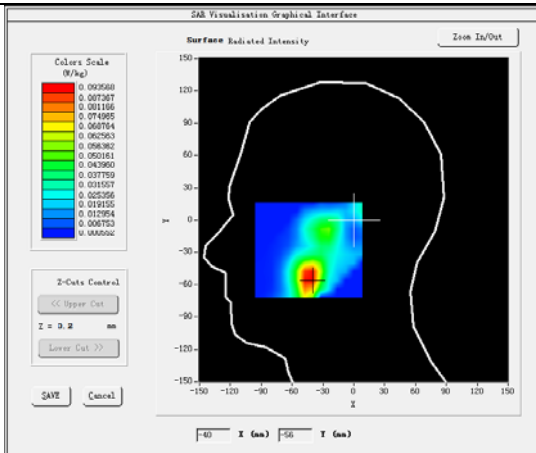 SAR Visualisation Graphical Interface
Surface Radiated Intensity
Zoom In/Out
Colors Scale
(W/kg)
0.093568
0.087367
0.081166
0.074965
0.068764
0.062563
0.056362
0.050161
0.043960
0.037759
0.031557
0.025356
0.019155
0.012954
0.006753
0.000552
Z-Cuts Control
<< Upper Cut
Z = 3.2 mm
Lower Cut >>
SAVE Cancel
150-
120-
90-
60-
30-
0-
-30-
-60-
-90-
-120-
-150-
Y
-150 -120 -90 -60 -30 0 30 60 90 120 150
X
-40 X (mm) -56 Y (mm)